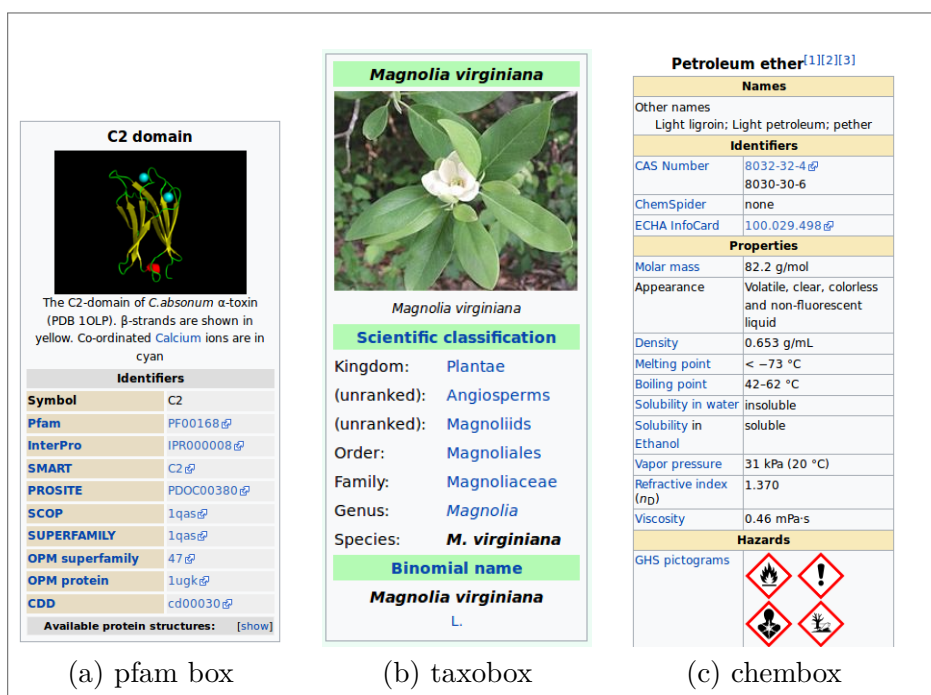 C2 domain
The C2-domain of C.absonum α-toxin
(PDB 1OLP). β-strands are shown in
yellow. Co-ordinated Calcium ions are in
cyan
Identifiers
Symbol C2
Pfam PF00168
InterPro IPR000008
SMART C2
PROSITE PDOC00380
SCOP 1qas
SUPERFAMILY 1qas
OPM superfamily 47
OPM protein 1ugk
CDD cd00030
Available protein structures: [show]
(a) pfam box
Magnolia virginiana
Magnolia virginiana
Scientific classification
Kingdom: Plantae
(unranked): Angiosperms
(unranked): Magnoliids
Order: Magnoliales
Family: Magnoliaceae
Genus: Magnolia
Species: M. virginiana
Binomial name
Magnolia virginiana
L.
(b) taxobox
Petroleum ether[1][2][3]
Names
Other names
Light ligroin; Light petroleum; pether
Identifiers
CAS Number 8032-32-4
8030-30-6
ChemSpider none
ECHA InfoCard 100.029.498
Properties
Molar mass 82.2 g/mol
Appearance Volatile, clear, colorless
and non-fluorescent
liquid
Density 0.653 g/mL
Melting point < −73 °C
Boiling point 42–62 °C
Solubility in water insoluble
Solubility in soluble
Ethanol
Vapor pressure 31 kPa (20 °C)
Refractive index 1.370
(nD)
Viscosity 0.46 mPa·s
Hazards
GHS pictograms
(c) chembox